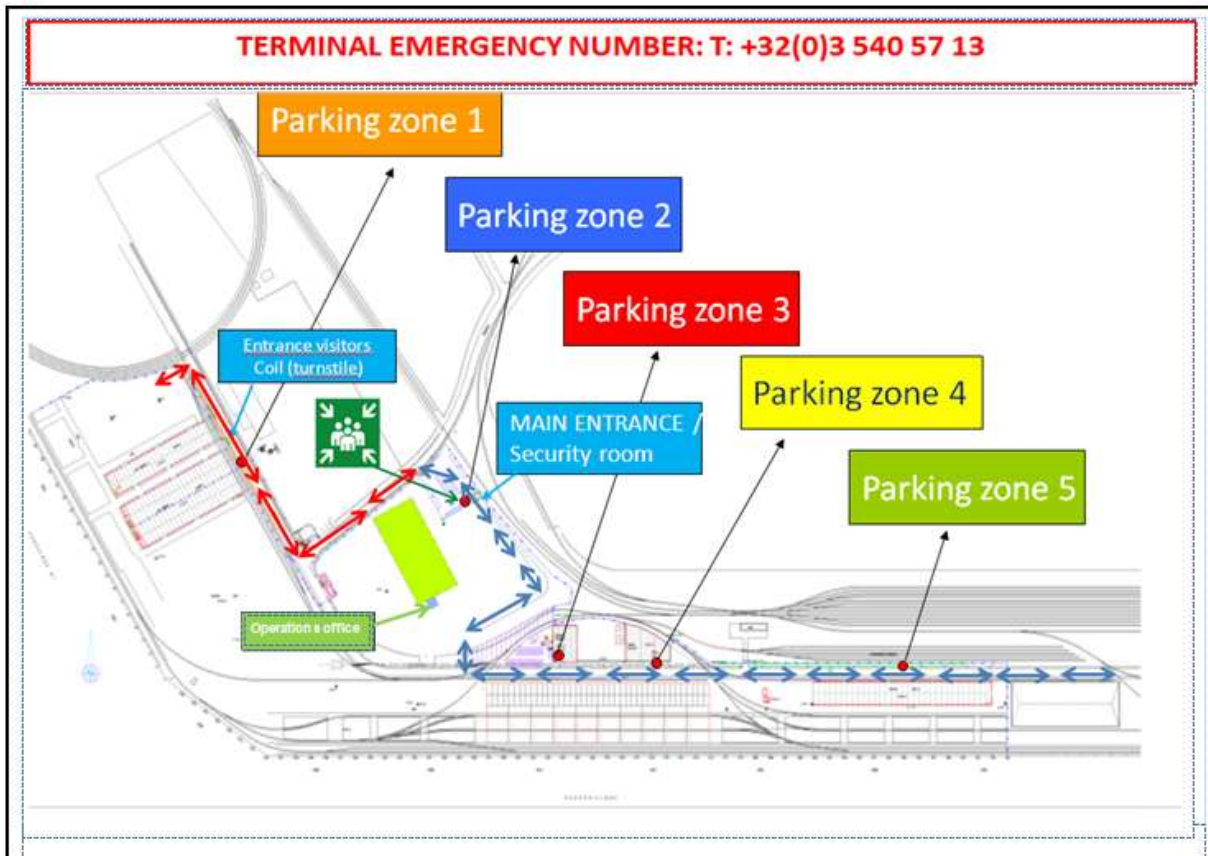 TERMINAL EMERGENCY NUMBER: T: +32(0)3 540 57 13
Parking zone 1
Parking zone 2
Parking zone 3
Entrance visitors
Coil (turnstile)
Parking zone 4
MAIN ENTRANCE /
Security room
Parking zone 5
Operation s office